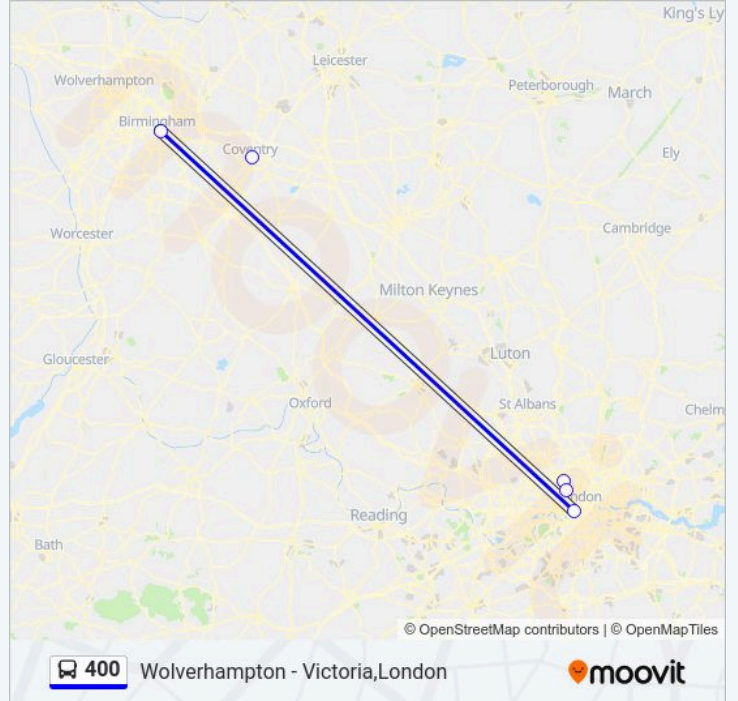 King's Ly
Leicester
Wolverhampton
Peterborough
March
Birmingham
Coventry
Ely
Worcester
Cambridge
Milton Keynes
Gloucester
Luton
Oxford
St Albans
Chelm
ndon
Reading
Bath
© OpenStreetMap contributors | © OpenMapTiles
400 Wolverhampton - Victoria,London
moovit